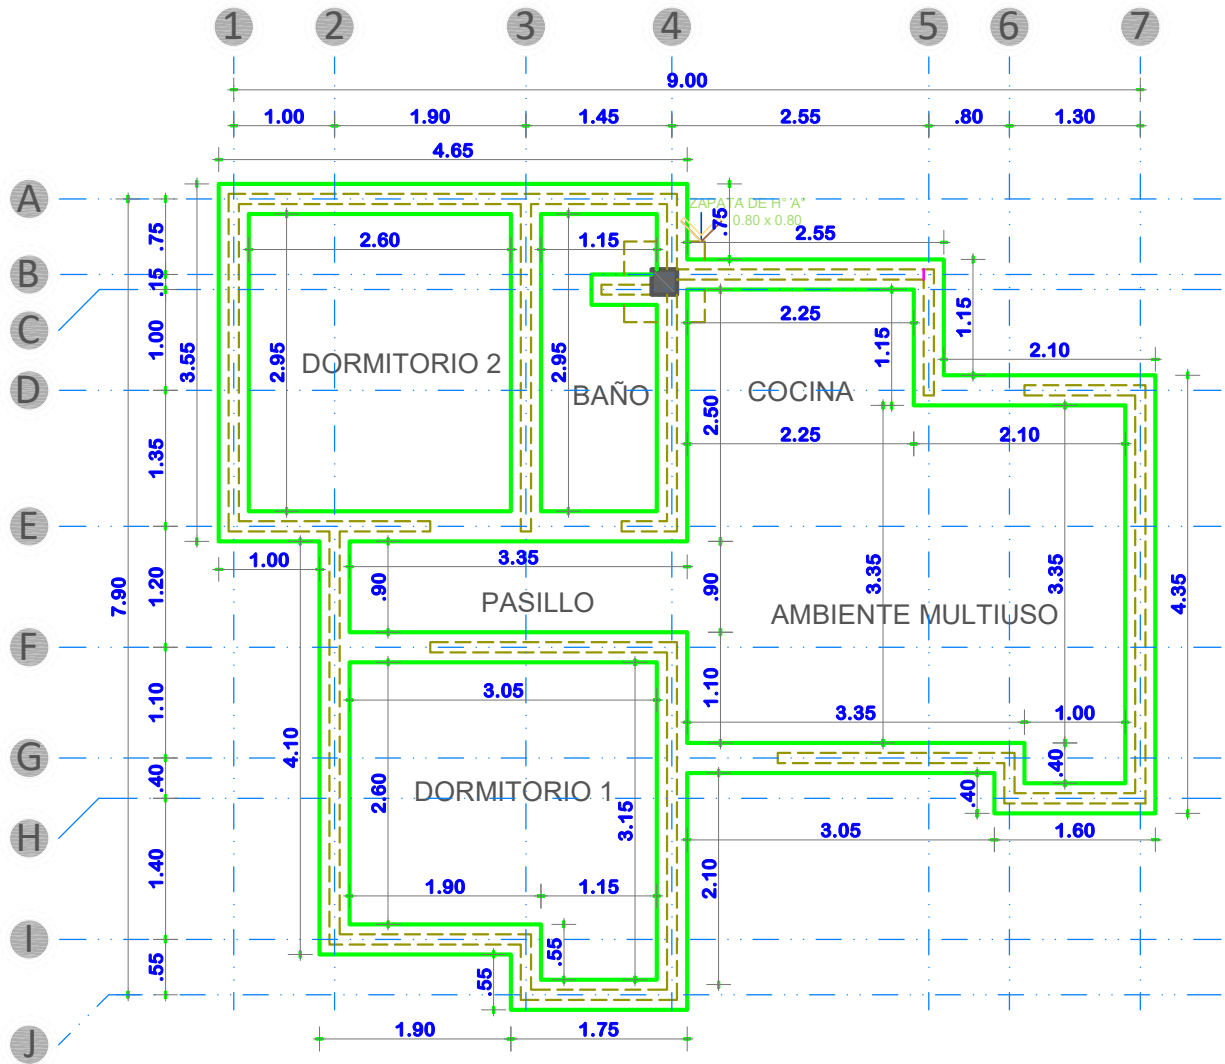 1 2 3 4 5 6 7
9.00
1.00 1.90 1.45 2.55 .80 1.30
4.65
A
ZAPATA DE H° A°
0.80 x 0.80
.75 .75
2.60 1.15 2.55
B
.15
C
1.00 3.55 2.95 2.95 2.25 1.15 1.15
2.10
DORMITORIO 2
BAÑO
COCINA
D
2.50
1.35 2.25 2.10
E
1.00 3.35
7.90 1.20 .90 .90 3.35 3.35 4.35
PASILLO
AMBIENTE MULTIUSO
F
1.10 3.05 1.10 3.35 1.00
4.10
G
.40 .40
DORMITORIO 1
2.60 3.15 .40
H
3.05 1.60
1.40 1.90 1.15 2.10
I
.55 .55 .55
1.90 1.75
J